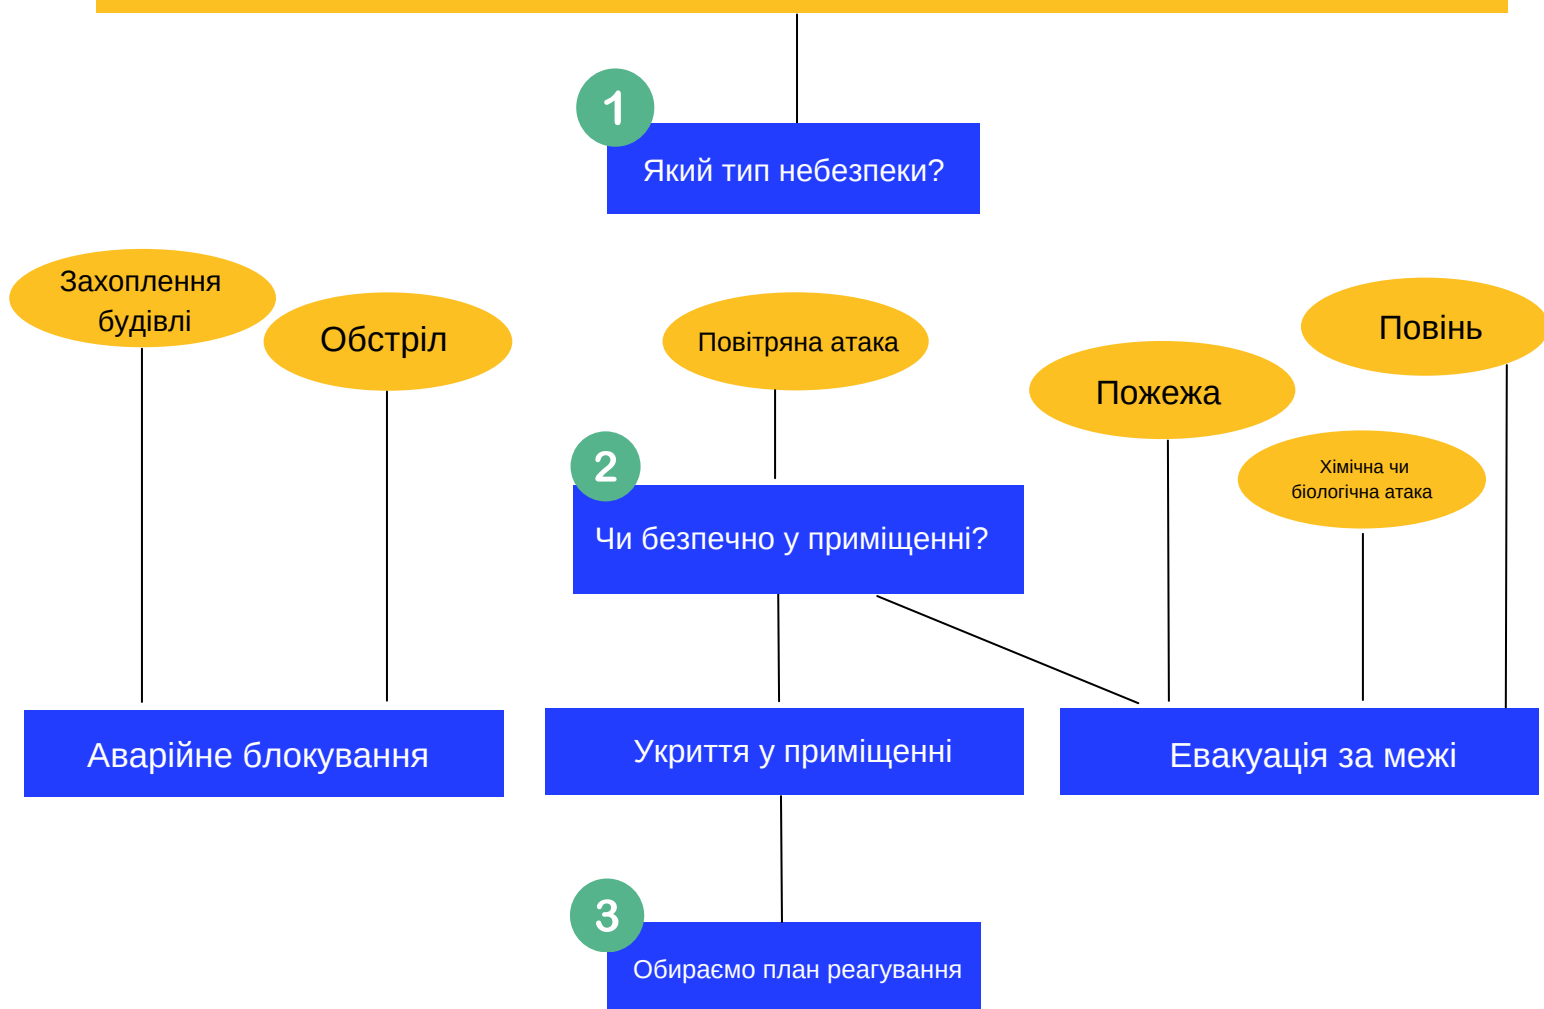 1
Який тип небезпеки?
Захоплення
будівлі
Обстріл
Повітряна атака
Пожежа
Повінь
Хімічна чи
біологічна атака
2
Чи безпечно у приміщенні?
Аварійне блокування
Укриття у приміщенні
Евакуація за межі
3
Обираємо план реагування